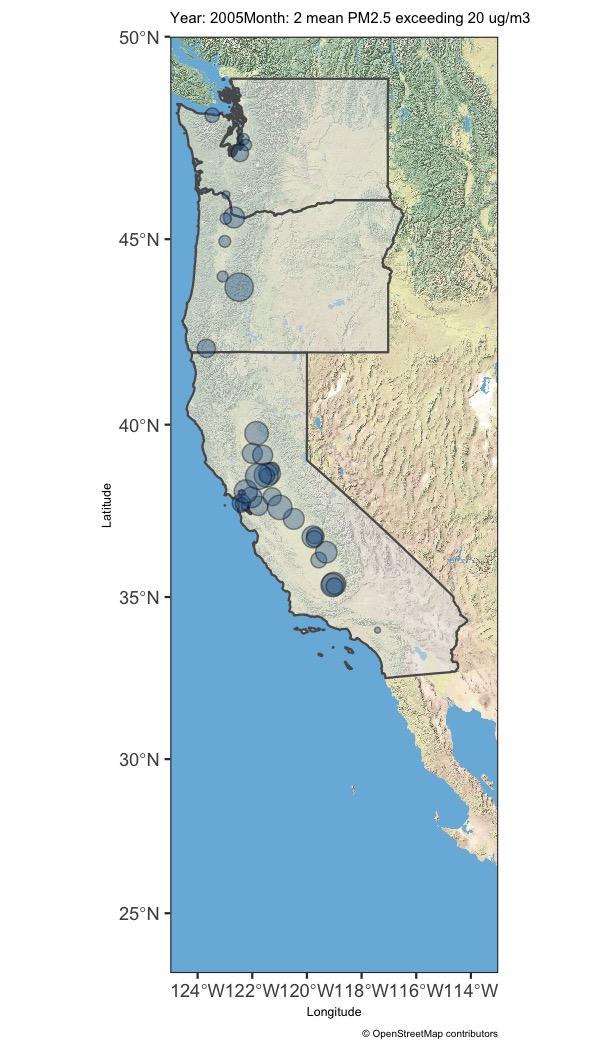 Year: 2005Month: 2 mean PM2.5 exceeding 20 ug/m3
50°N
45°N
40°N
35°N
30°N
25°N
Latitude
124°W122°W120°W118°W116°W114°W
Longitude
© OpenStreetMap contributors